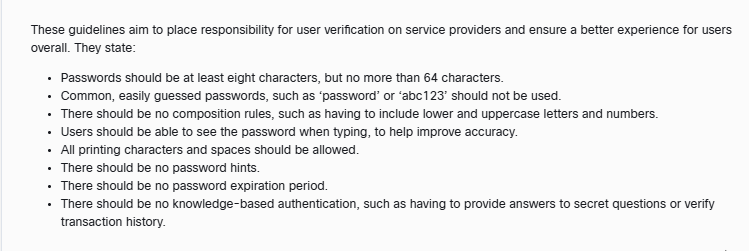 These guidelines aim to place responsibility for user verification on service providers and ensure a better experience for users
overall. They state:
• Passwords should be at least eight characters, but no more than 64 characters.
• Common, easily guessed passwords, such as ‘password’ or ‘abc123’ should not be used.
• There should be no composition rules, such as having to include lower and uppercase letters and numbers.
• Users should be able to see the password when typing, to help improve accuracy.
• All printing characters and spaces should be allowed.
• There should be no password hints.
• There should be no password expiration period.
• There should be no knowledge-based authentication, such as having to provide answers to secret questions or verify
transaction history.